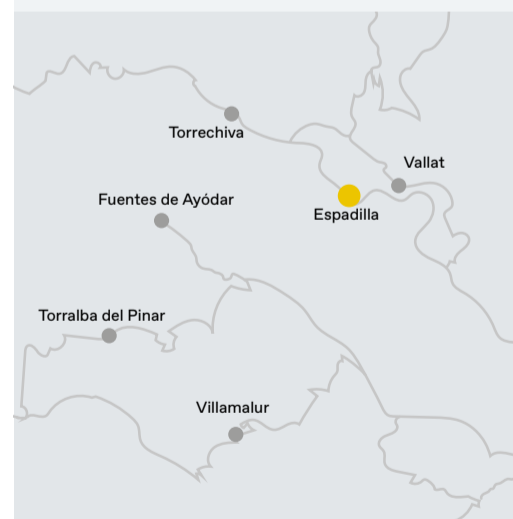 Torrechiva
Vallat
Fuentes de Ayódar
Espadilla
Torralba del Pinar
Villamalur